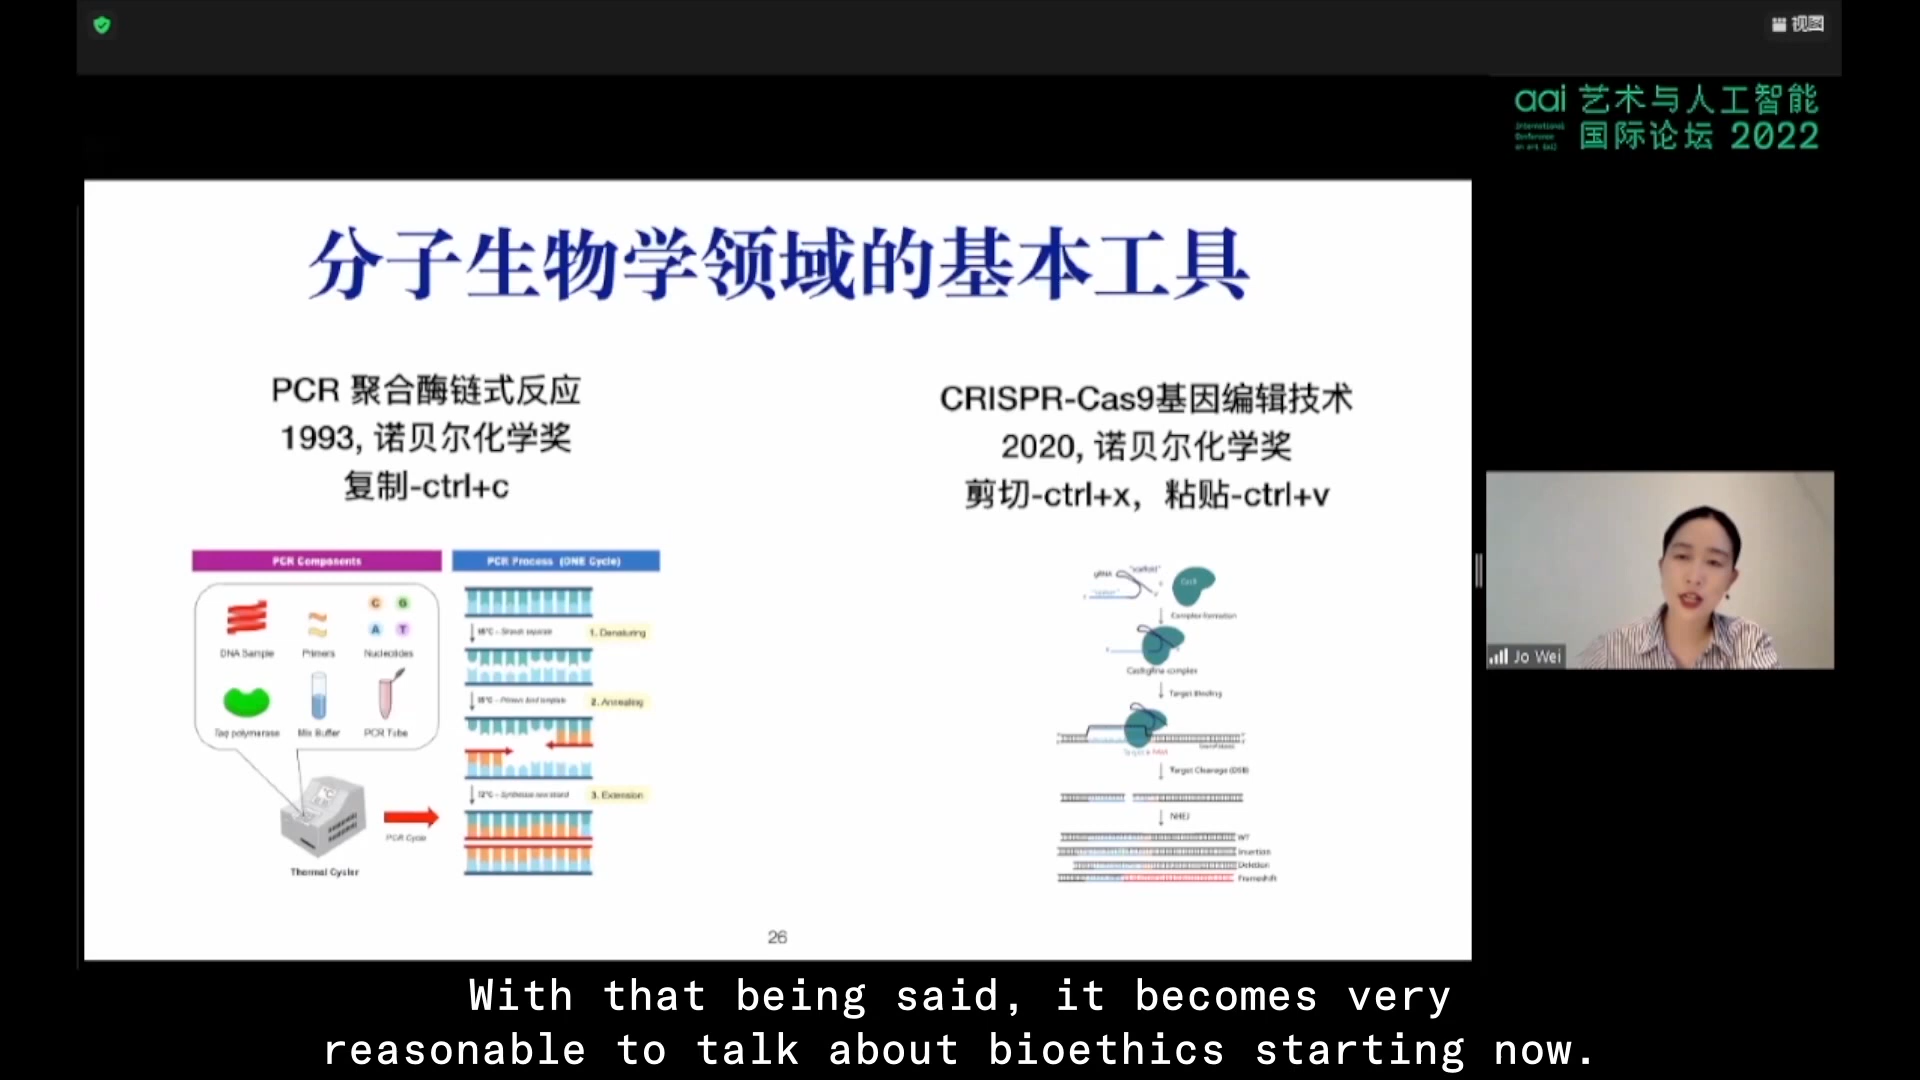 视图
aai 艺术与人工智能
国际论坛 2022
International
Conference
on art &
分子生物学领域的基本工具
PCR 聚合酶链式反应
1993, 诺贝尔化学奖
复制-ctrl+c
CRISPR-Cas9基因编辑技术
2020, 诺贝尔化学奖
剪切-ctrl+x，粘贴-ctrl+v
PCR Components
PCR Process (ONE Cycle)
C G
A T
DNA Sample Primers Nucleotides
Taq polymerase Mix Buffer PCR Tube
Thermal Cycler
PCR Cycle
1. Denaturing
2. Annealing
3. Extension
gRNA "scaffold"
Cas9
Complex formation
Target Binding
Target Cleavage (DSB)
NHEJ
WT
Insertion
Deletion
Frameshift
26
Jo Wei
With that being said, it becomes very
reasonable to talk about bioethics starting now.